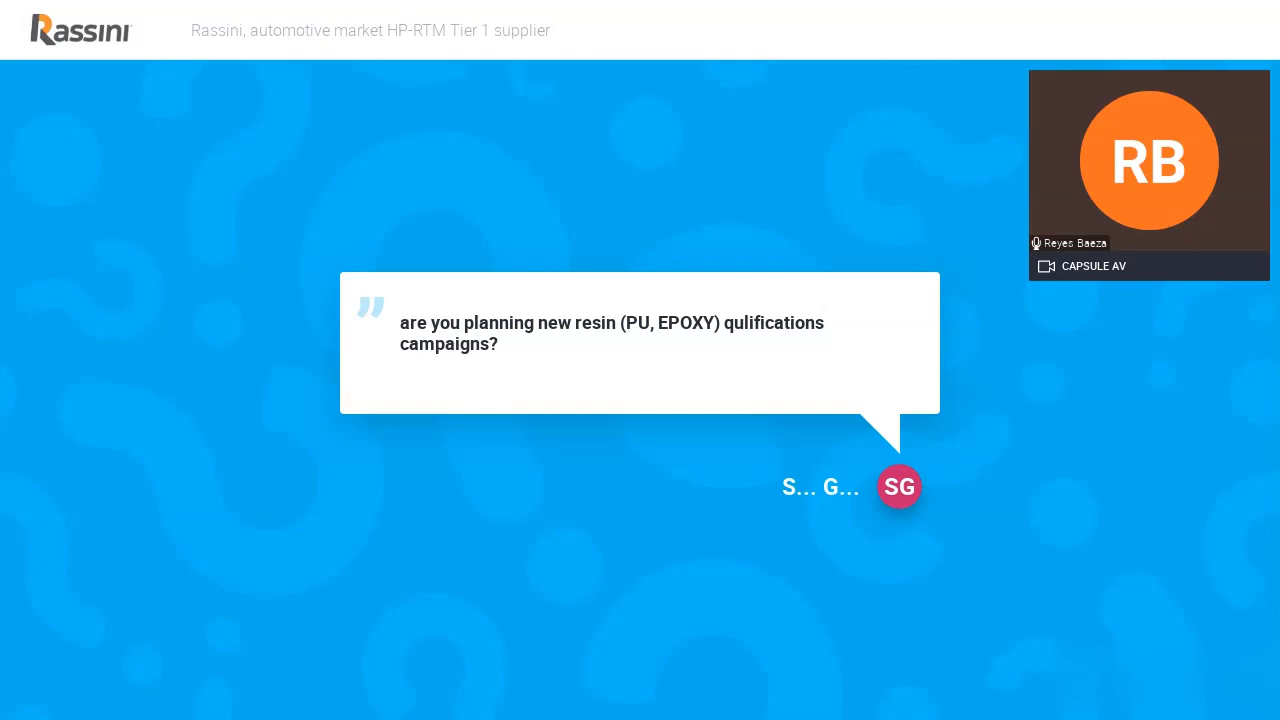 Rassini
Rassini, automotive market HP-RTM Tier 1 supplier
RB
Reyes Baeza
CAPSULE AV
" are you planning new resin (PU, EPOXY) qulifications
campaigns?
S... G... SG